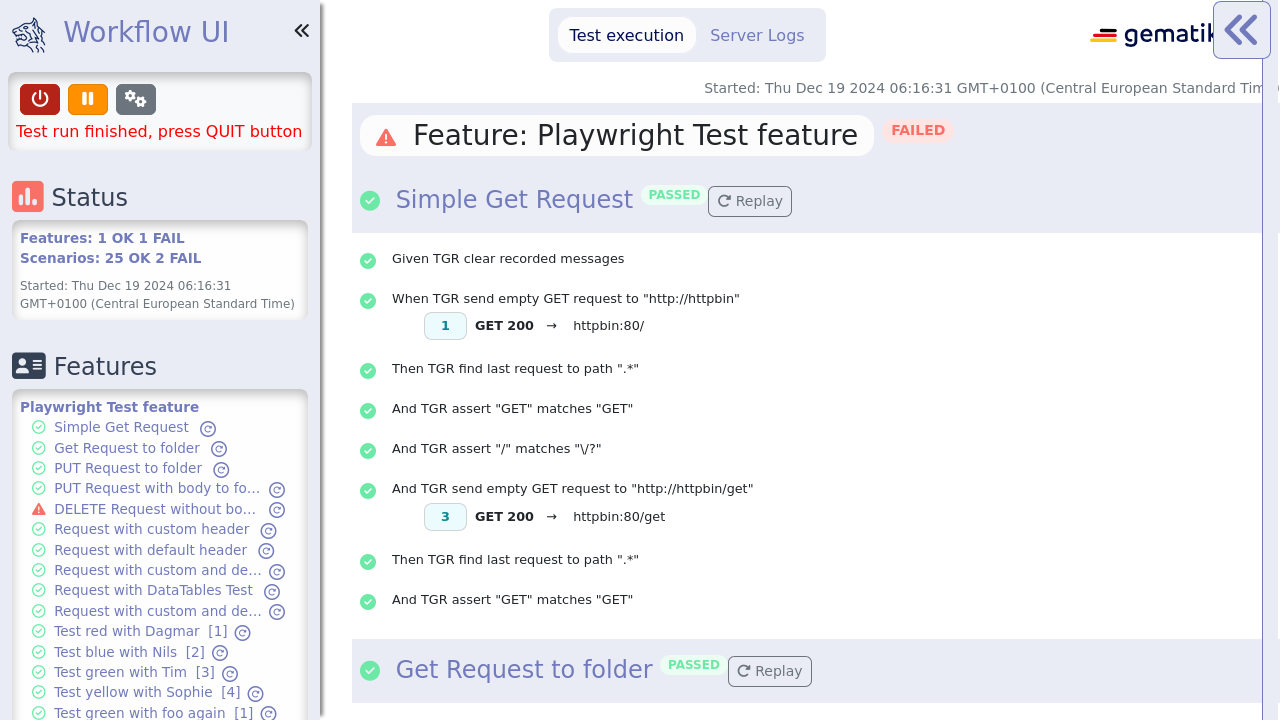 Workflow UI
Test run finished, press QUIT button
Status
Features: 1 OK 1 FAIL
Scenarios: 25 OK 2 FAIL
Started: Thu Dec 19 2024 06:16:31
GMT+0100 (Central European Standard Time)
Features
Playwright Test feature
Simple Get Request
Get Request to folder
PUT Request to folder
PUT Request with body to fo...
DELETE Request without bo...
Request with custom header
Request with default header
Request with custom and de...
Request with DataTables Test
Request with custom and de...
Test red with Dagmar [1]
Test blue with Nils [2]
Test green with Tim [3]
Test yellow with Sophie [4]
Test green with foo again [1]
Test execution Server Logs
gematik
Started: Thu Dec 19 2024 06:16:31 GMT+0100 (Central European Standard Tim
Feature: Playwright Test feature FAILED
Simple Get Request PASSED Replay
Given TGR clear recorded messages
When TGR send empty GET request to "http://httpbin"
1 GET 200 → httpbin:80/
Then TGR find last request to path ".*"
And TGR assert "GET" matches "GET"
And TGR assert "/" matches "\/?"
And TGR send empty GET request to "http://httpbin/get"
3 GET 200 → httpbin:80/get
Then TGR find last request to path ".*"
And TGR assert "GET" matches "GET"
Get Request to folder PASSED Replay